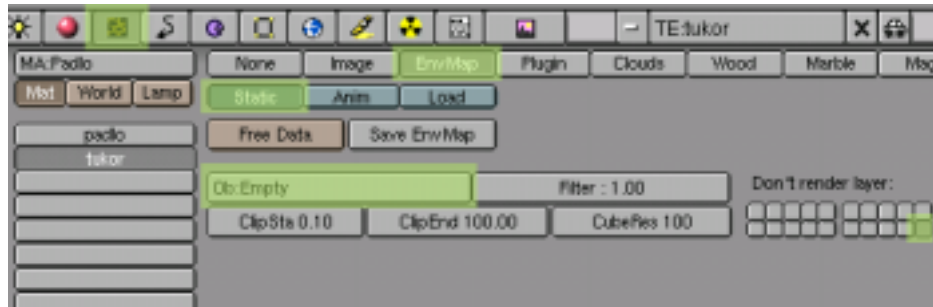 TE:tukor
MA:Padlo
None Image EnvMap Plugin Clouds Wood Marble Mag
Mat World Lamp
Static Anim Load
padlo
Free Data Save EnvMap
tukor
Ob:Empty Filter : 1.00 Don't render layer:
ClipSta 0.10 ClipEnd 100.00 CubeRes 100